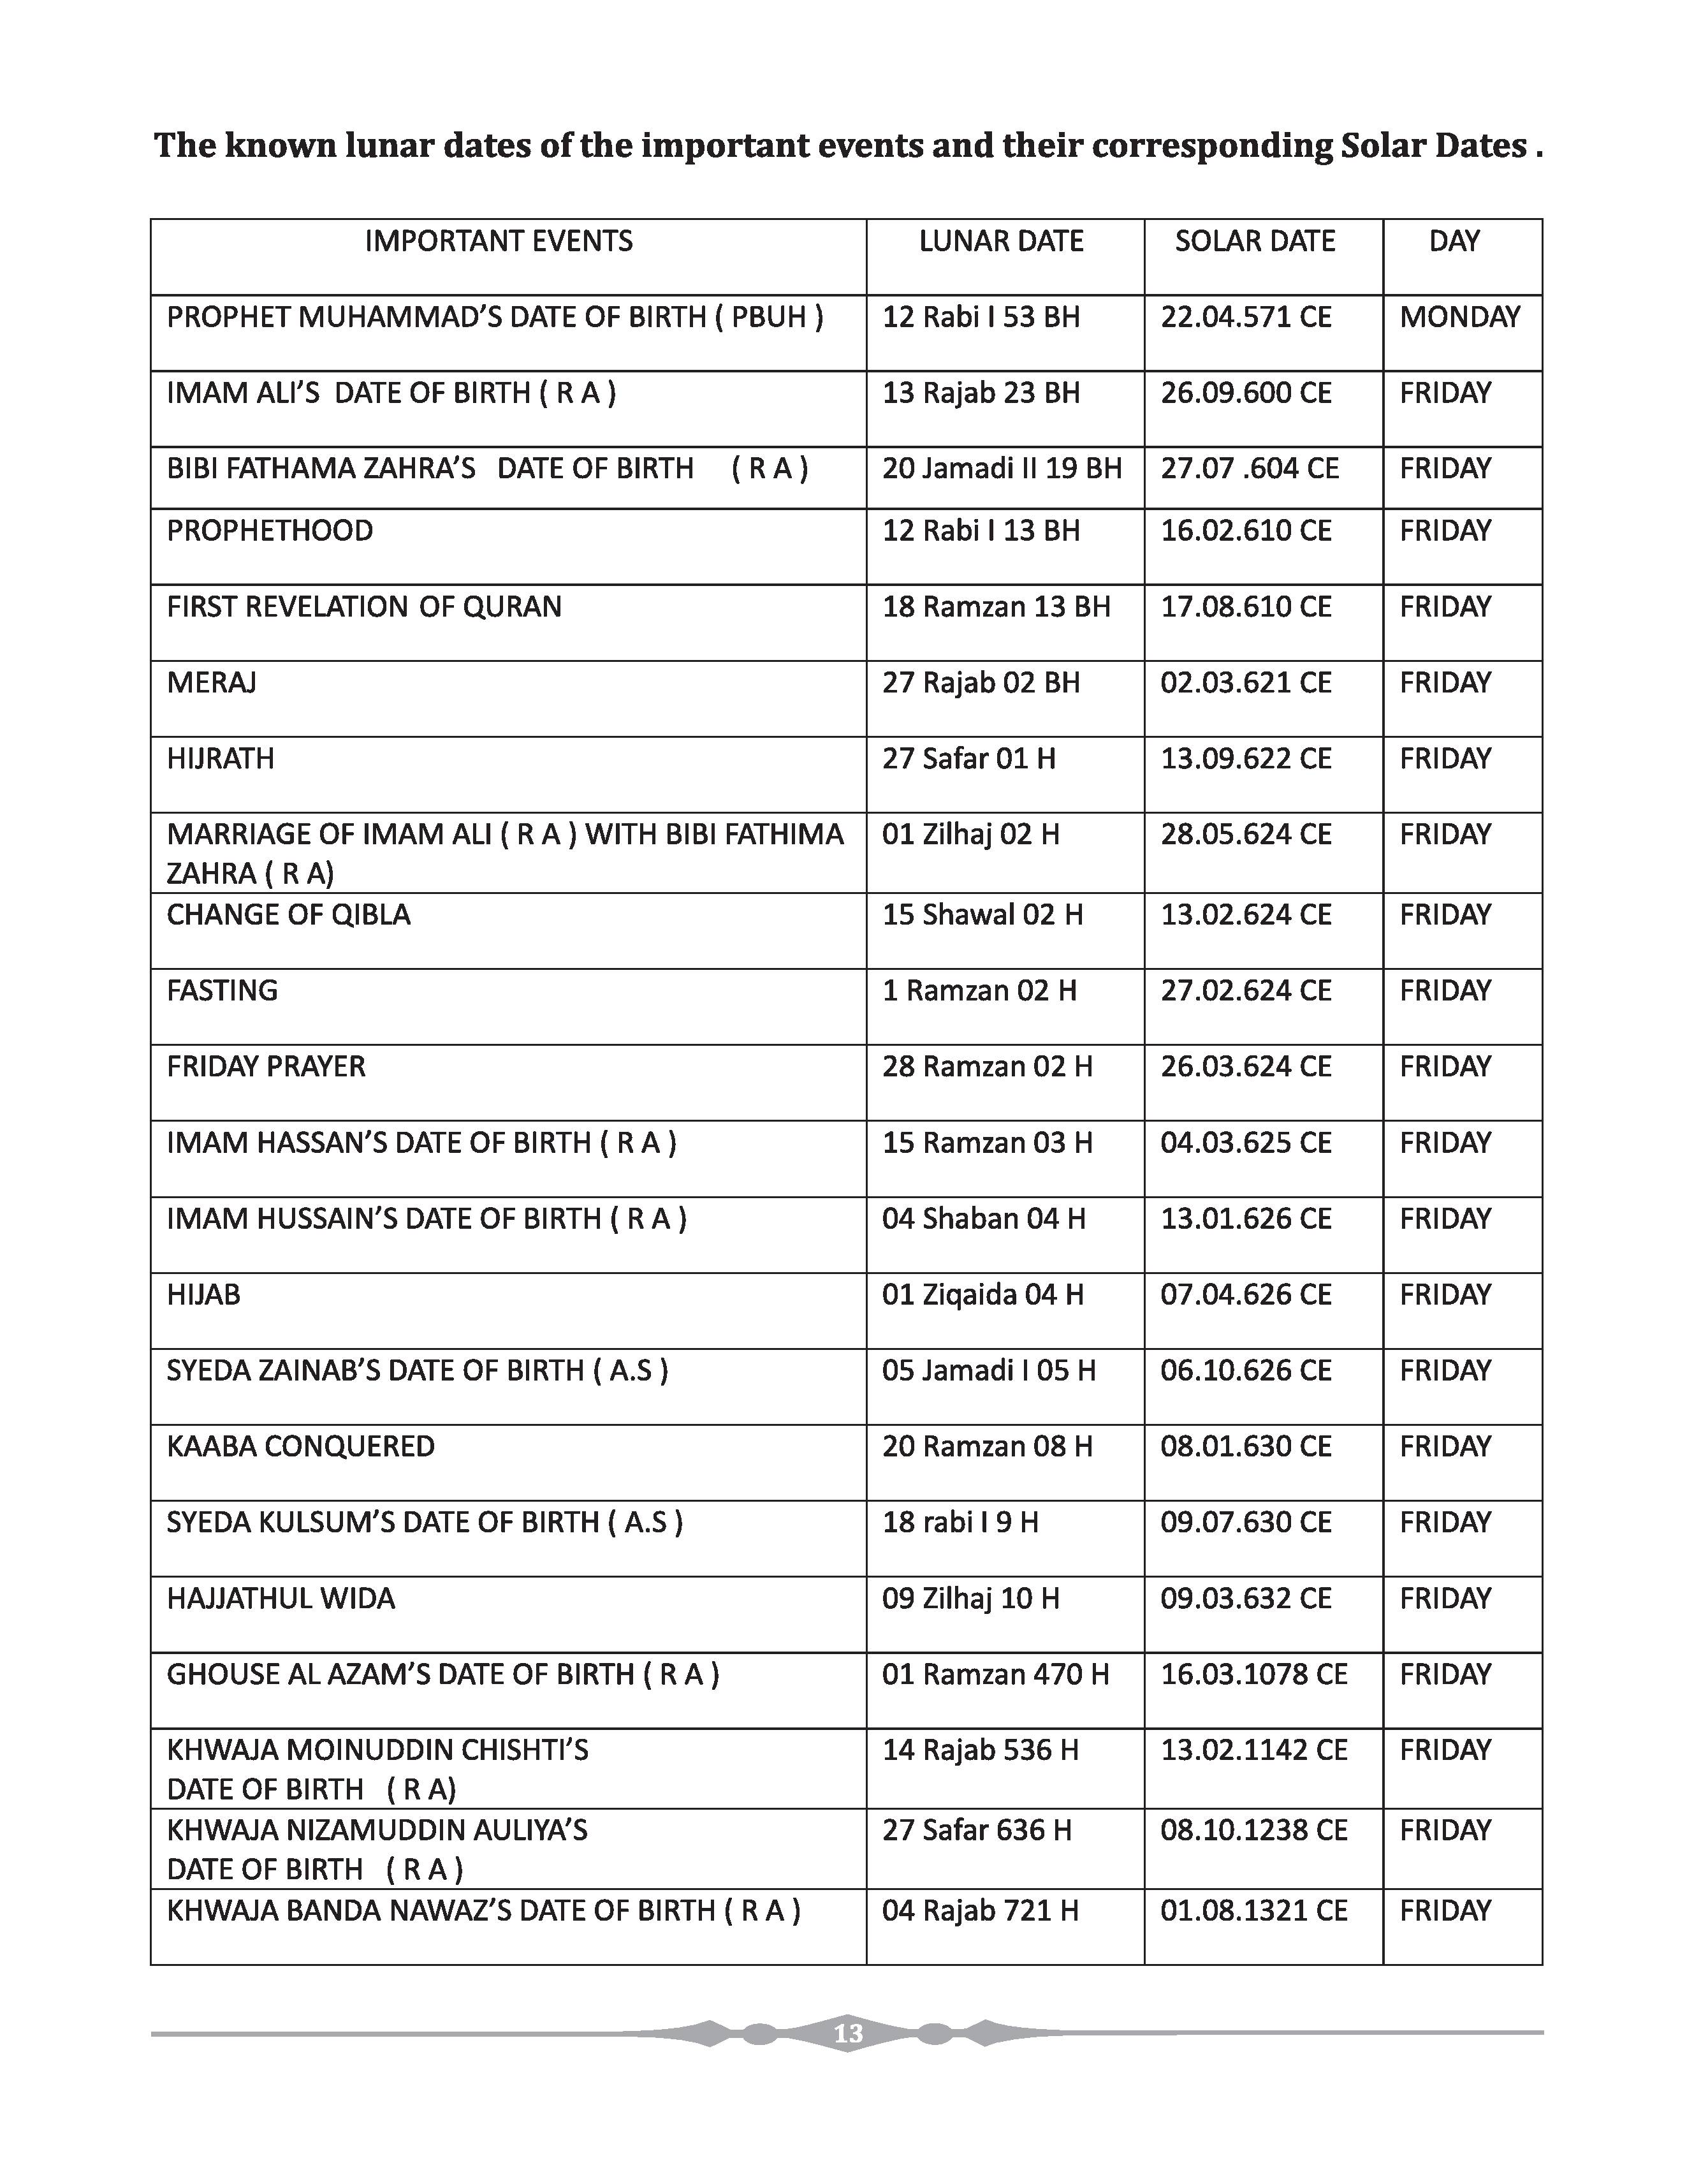 The known lunar dates of the important events and their corresponding Solar Dates .
IMPORTANT EVENTS LUNAR DATE SOLAR DATE DAY
PROPHET MUHAMMAD’S DATE OF BIRTH ( PBUH ) 12 Rabi I 53 BH 22.04.571 CE MONDAY
IMAM ALI’S DATE OF BIRTH ( R A ) 13 Rajab 23 BH 26.09.600 CE FRIDAY
BIBI FATHAMA ZAHRA’S DATE OF BIRTH ( R A ) 20 Jamadi II 19 BH 27.07 .604 CE FRIDAY
PROPHETHOOD 12 Rabi I 13 BH 16.02.610 CE FRIDAY
FIRST REVELATION OF QURAN 18 Ramzan 13 BH 17.08.610 CE FRIDAY
MERAJ 27 Rajab 02 BH 02.03.621 CE FRIDAY
HIJRATH 27 Safar 01 H 13.09.622 CE FRIDAY
MARRIAGE OF IMAM ALI ( R A ) WITH BIBI FATHIMA 01 Zilhaj 02 H 28.05.624 CE FRIDAY
ZAHRA ( R A)
CHANGE OF QIBLA 15 Shawal 02 H 13.02.624 CE FRIDAY
FASTING 1 Ramzan 02 H 27.02.624 CE FRIDAY
FRIDAY PRAYER 28 Ramzan 02 H 26.03.624 CE FRIDAY
IMAM HASSAN’S DATE OF BIRTH ( R A ) 15 Ramzan 03 H 04.03.625 CE FRIDAY
IMAM HUSSAIN’S DATE OF BIRTH ( R A ) 04 Shaban 04 H 13.01.626 CE FRIDAY
HIJAB 01 Ziqaida 04 H 07.04.626 CE FRIDAY
SYEDA ZAINAB’S DATE OF BIRTH ( A.S ) 05 Jamadi I 05 H 06.10.626 CE FRIDAY
KAABA CONQUERED 20 Ramzan 08 H 08.01.630 CE FRIDAY
SYEDA KULSUM’S DATE OF BIRTH ( A.S ) 18 rabi I 9 H 09.07.630 CE FRIDAY
HAJJATHUL WIDA 09 Zilhaj 10 H 09.03.632 CE FRIDAY
GHOUSE AL AZAM’S DATE OF BIRTH ( R A ) 01 Ramzan 470 H 16.03.1078 CE FRIDAY
KHWAJA MOINUDDIN CHISHTI’S 14 Rajab 536 H 13.02.1142 CE FRIDAY
DATE OF BIRTH ( R A)
KHWAJA NIZAMUDDIN AULIYA’S 27 Safar 636 H 08.10.1238 CE FRIDAY
DATE OF BIRTH ( R A )
KHWAJA BANDA NAWAZ’S DATE OF BIRTH ( R A ) 04 Rajab 721 H 01.08.1321 CE FRIDAY
13